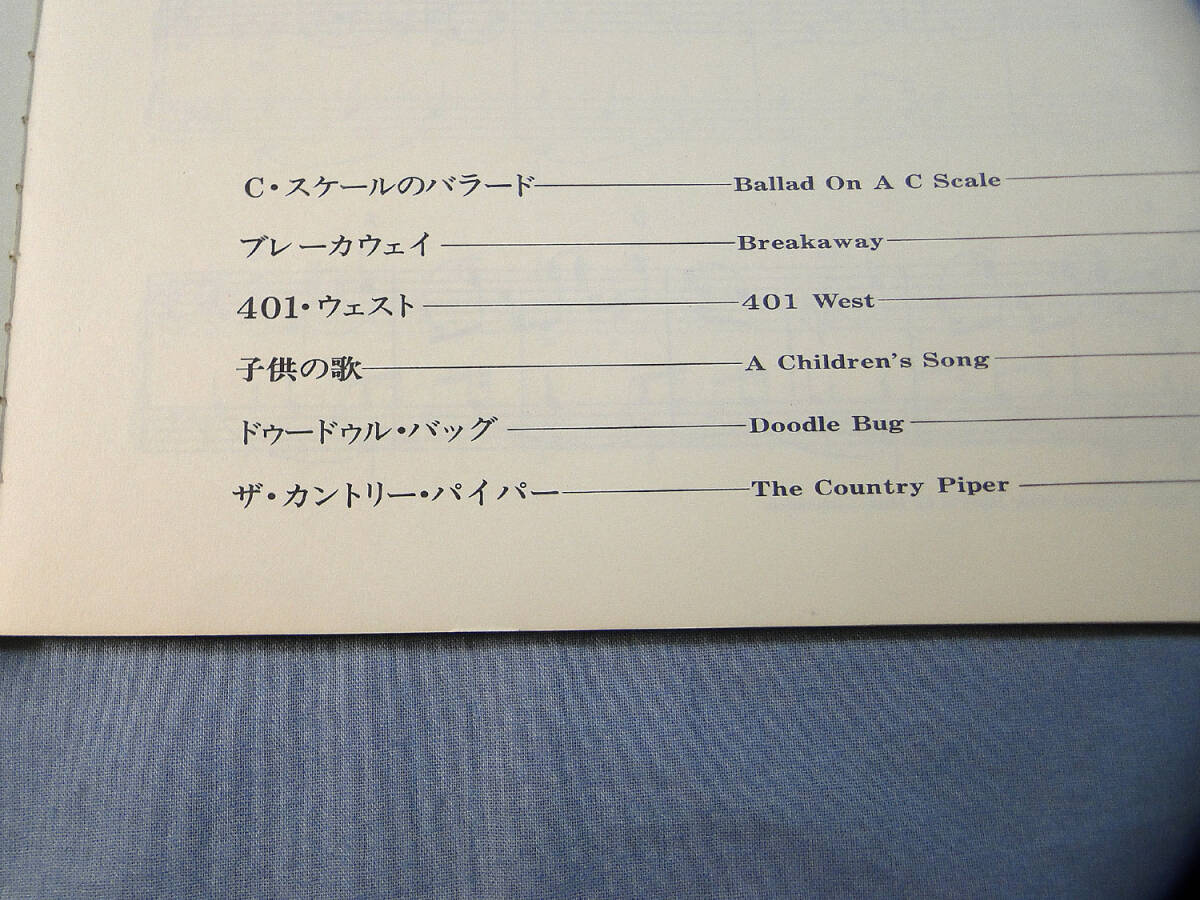 C・スケールのバラード Ballad On A C Scale
ブレーカウェイ Breakaway
401・ウェスト 401 West
子供の歌 A Children's Song
ドゥードゥル・バッグ Doodle Bug
ザ・カントリー・パイパー The Country Piper